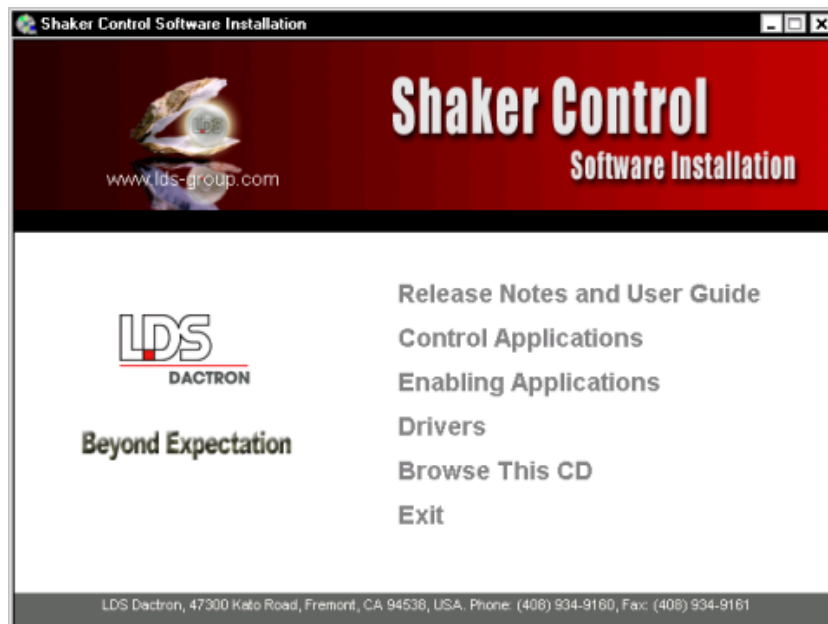 Shaker Control Software Installation
LDS
www.lds-group.com
Shaker Control
Software Installation
LDS
DACTRON
Beyond Expectation
Release Notes and User Guide
Control Applications
Enabling Applications
Drivers
Browse This CD
Exit
LDS Dactron, 47300 Kato Road, Fremont, CA 94538, USA. Phone: (408) 934-9160, Fax: (408) 934-9161